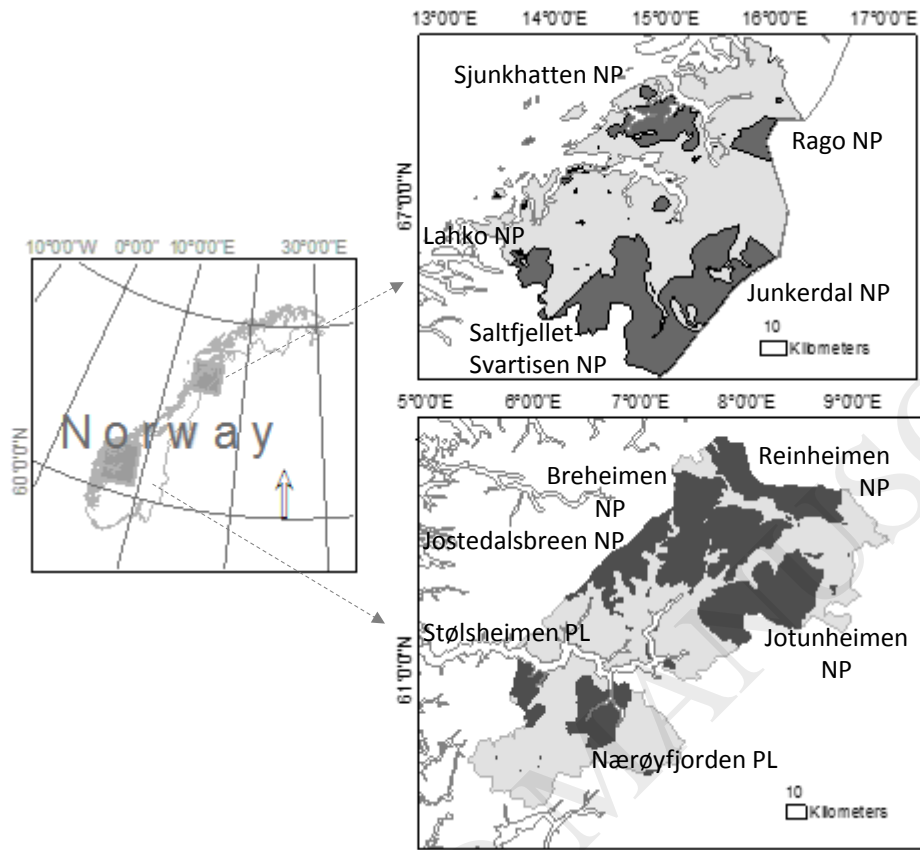 13°0'0"E 14°0'0"E 15°0'0"E 16°0'0"E 17°0'0"E
Sjunkhatten NP
Rago NP
67°0'0"N
Lahko NP
Junkerdal NP
Saltfjellet-
Svartisen NP
10
Kilometers
10°0'0"W 0°0'0" 10°0'0"E 30°0'0"E
Norway
60°0'0"N
5°0'0"E 6°0'0"E 7°0'0"E 8°0'0"E 9°0'0"E
Reinheimen
NP
Breheimen
NP
Jostedalsbreen NP
Stølsheimen PL
Jotunheimen
NP
61°0'0"N
Nærøyfjorden PL
10
Kilometers